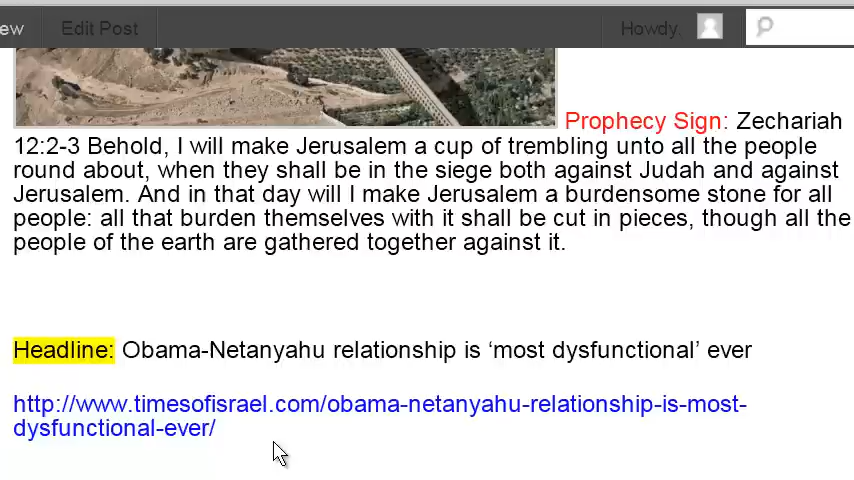 ew Edit Post Howdy,
Prophecy Sign: Zechariah
12:2-3 Behold, I will make Jerusalem a cup of trembling unto all the people
round about, when they shall be in the siege both against Judah and against
Jerusalem. And in that day will I make Jerusalem a burdensome stone for all
people: all that burden themselves with it shall be cut in pieces, though all the
people of the earth are gathered together against it.
Headline: Obama-Netanyahu relationship is ‘most dysfunctional’ ever
http://www.timesofisrael.com/obama-netanyahu-relationship-is-most-
dysfunctional-ever/